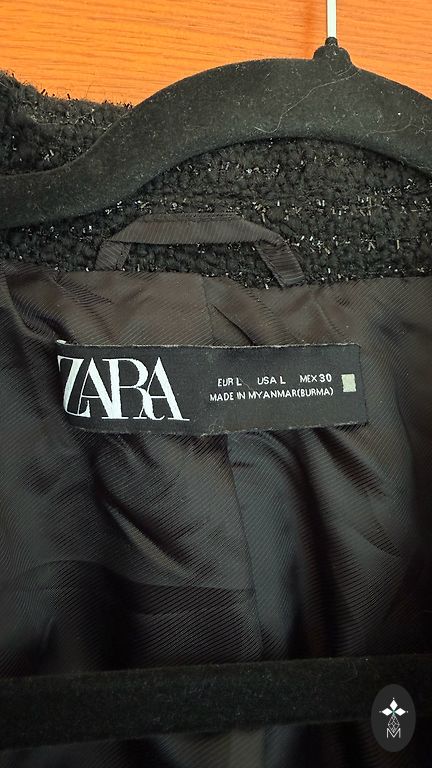 ZARA
EUR L USA L MEX 30
MADE IN MYANMAR(BURMA)
M